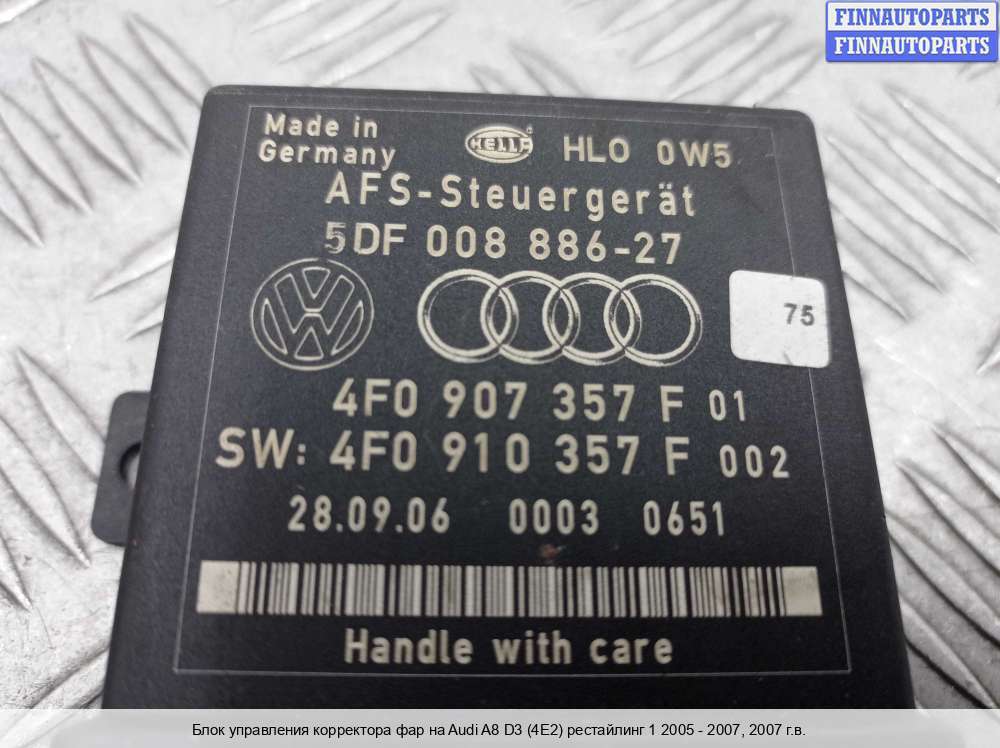 FINNAUTOPARTS
FINNAUTOPARTS
Made in
Germany
HELLA
HLO 0W5
AFS-Steuergerät
5DF 008 886-27
75
4F0 907 357 F 01
SW: 4F0 910 357 F 002
28.09.06 0003 0651
Handle with care
Блок управления корректора фар на Audi A8 D3 (4E2) рестайлинг 1 2005 - 2007, 2007 г.в.